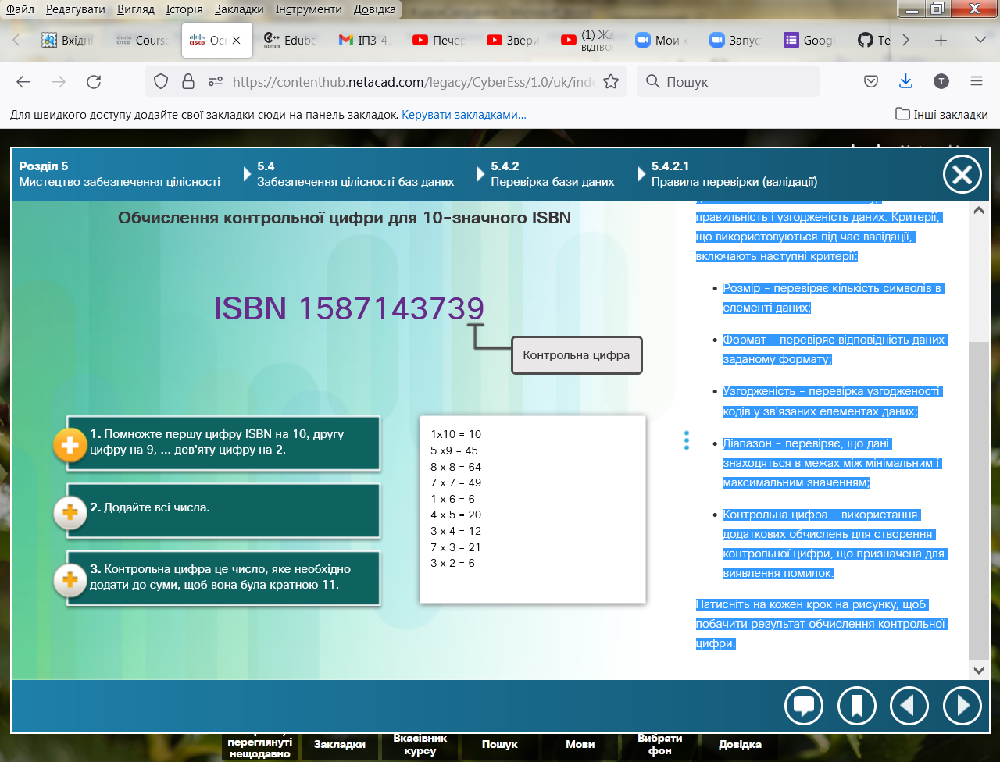 Файл Редагувати Вигляд Історія Закладки Інструменти Довідка
Вхідні
Course
Осн
Edube
ІПЗ-41
Печер
Звери
(1) Жд
відтвор
Мои к
Запус
Googl
Te
https://contenthub.netacad.com/legacy/CyberEss/1.0/uk/inde
Пошук
T
Для швидкого доступу додайте свої закладки сюди на панель закладок. Керувати закладками...
Інші закладки
Розділ 5
Мистецтво забезпечення цілісності
5.4
Забезпечення цілісності баз даних
5.4.2
Перевірка бази даних
5.4.2.1
Правила перевірки (валідації)
Обчислення контрольної цифри для 10-значного ISBN
ISBN 1587143739
Контрольна цифра
1. Помножте першу цифру ISBN на 10, другу
цифру на 9, ... дев'яту цифру на 2.
2. Додайте всі числа.
3. Контрольна цифра це число, яке необхідно
додати до суми, щоб вона була кратною 11.
1x10 = 10
5 x9 = 45
8 x 8 = 64
7 x 7 = 49
1 x 6 = 6
4 x 5 = 20
3 x 4 = 12
7 x 3 = 21
3 x 2 = 6
правильність і узгодженість даних. Критерії,
що використовуються під час валідації,
включають наступні критерії:
Розмір - перевіряє кількість символів в
елементі даних;
Формат - перевіряє відповідність даних
заданому формату;
Узгодженість - перевірка узгодженості
кодів у зв'язаних елементах даних;
Діапазон - перевіряє, що дані
знаходяться в межах між мінімальним і
максимальним значенням;
Контрольна цифра - використання
додаткових обчислень для створення
контрольної цифри, що призначена для
виявлення помилок.
Натисніть на кожен крок на рисунку, щоб
побачити результат обчислення контрольної
цифри.
переглянуті
нещодавно
Закладки
Вказівник
курсу
Пошук
Мови
Вибрати
фон
Довідка